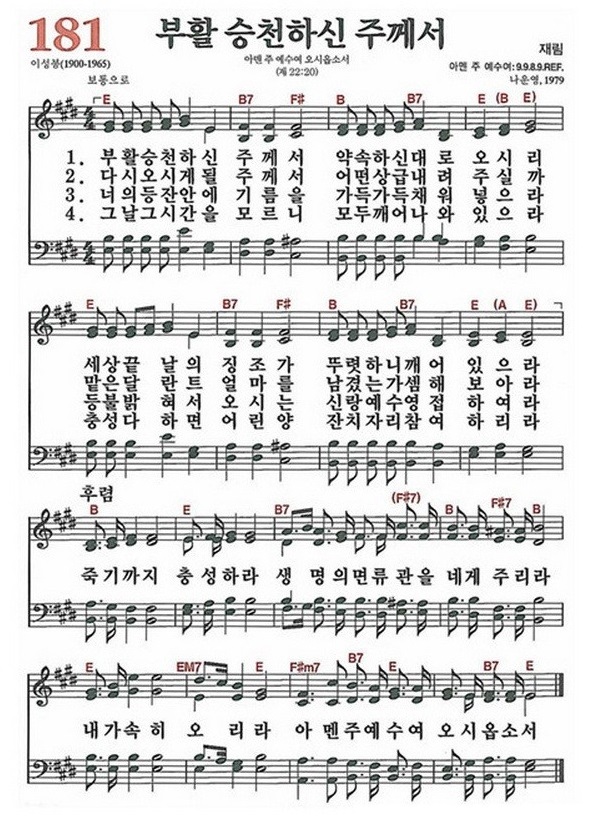 181 부활 승천하신 주께서 재림
이성봉(1900-1965) 아멘 주 예수여 오시옵소서 아멘 주 예수여: 9.9.8.9.REF.
보통으로 (계 22:20) 나운영, 1979
E B7 F# B B7 E (B E)
1. 부활승천하신 주께서 약속하신대로 오시리
2. 다시오시게될 주께서 어떤상급내려 주실까
3. 너의등잔안에 기름을 가득가득채워 넣으라
4. 그날그시간을 모르니 모두깨어나와 있으라
E B7 F# B B7 E (A E)
세상끝 날의 징조가 뚜렷하니깨어 있으라
맡은달 란트 얼마를 남겼는가셈해 보아라
등불밝 혀서 오시는 신랑예수영접 하여라
충성다 하면 어린양 잔치자리참여 하리라
후렴
B E B7 (F#7) B F#7 B
죽기까지 충성하라 생 명의면류 관을 네게 주리라
E EM7 E F#m7 B7 E B7 E
내가속히 오 리라 아 멘주예수여 오시옵소서